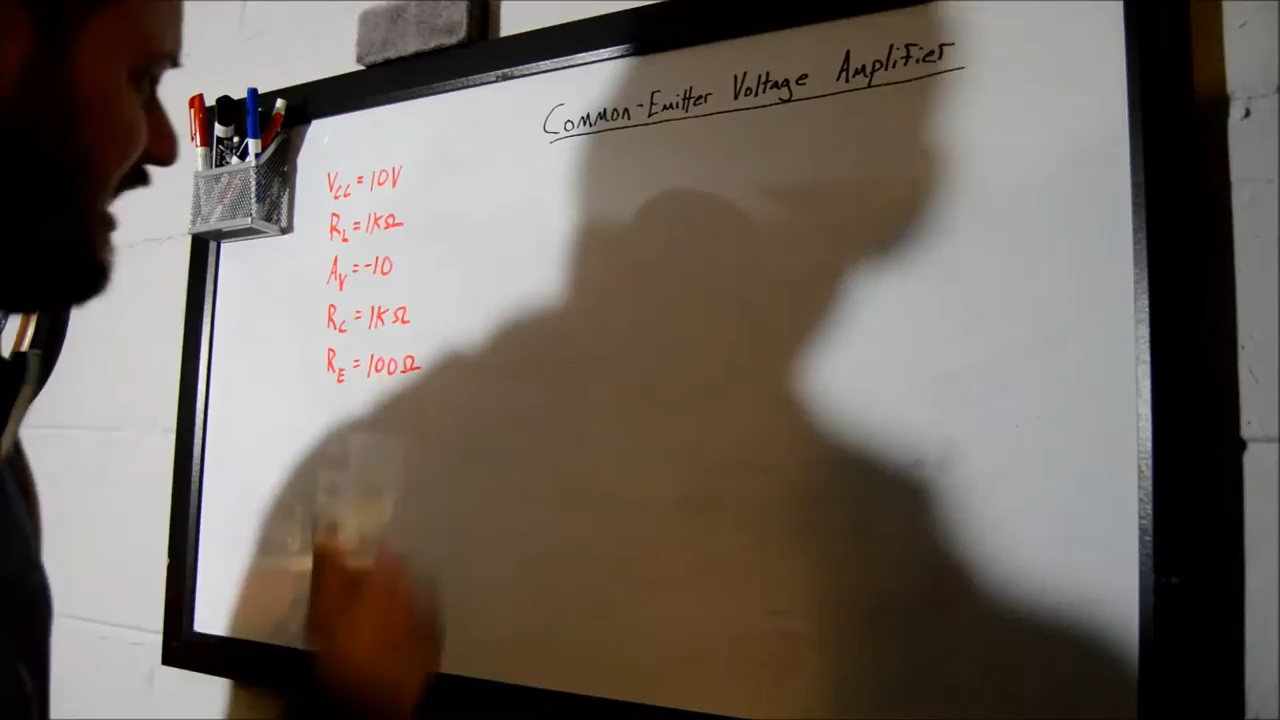 Common-Emitter Voltage Amplifier
V_CC = 10V
R_L = 1KΩ
A_V = -10
R_C = 1KΩ
R_E = 100Ω